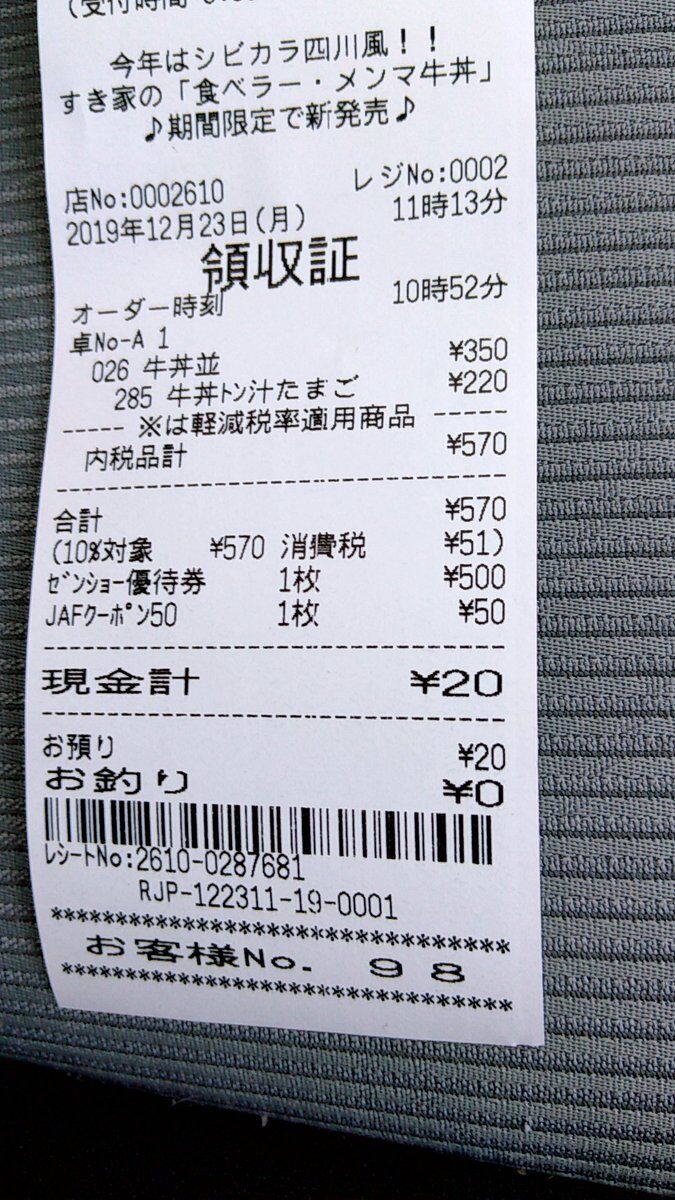 (受付時間
今年はシビカラ四川風!!
すき家の「食べラー・メンマ牛丼」
♪期間限定で新発売♪
店No:0002610 レジNo:0002
2019年12月23日(月) 11時13分
領収証
オーダー時刻 10時52分
卓No-A 1
026 牛丼並 ¥350
285 牛丼トン汁たまご ¥220
----- ※は軽減税率適用商品 -----
内税品計 ¥570
合計 ¥570
(10%対象 ¥570 消費税 ¥51)
ゼンショー優待券 1枚 ¥500
JAFクーポン50 1枚 ¥50
現金計 ¥20
お預り ¥20
お釣り ¥0
レシートNo:2610-0287681
RJP-122311-19-0001
********************************
お客様No. 98
********************************